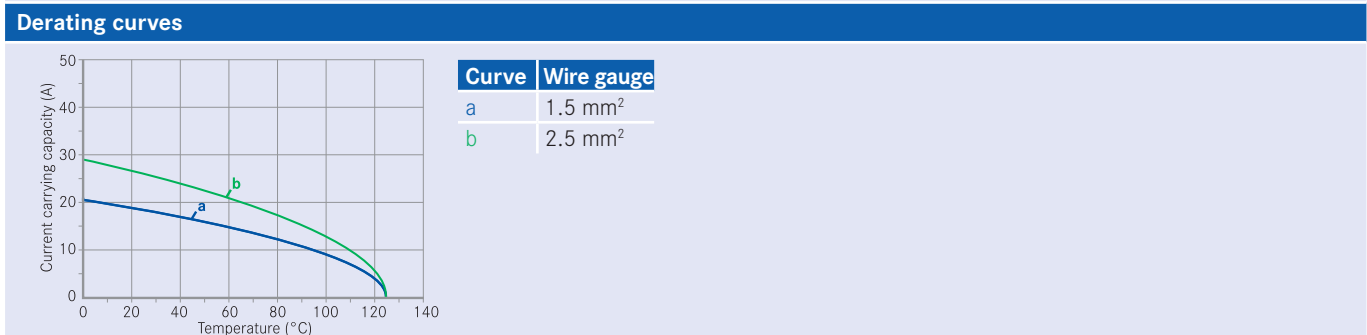 Derating curves
50
40
30
20
10
0
Current carrying capacity (A)
b
a
0 20 40 60 80 100 120 140
Temperature (°C)
Curve Wire gauge
a 1.5 mm²
b 2.5 mm²